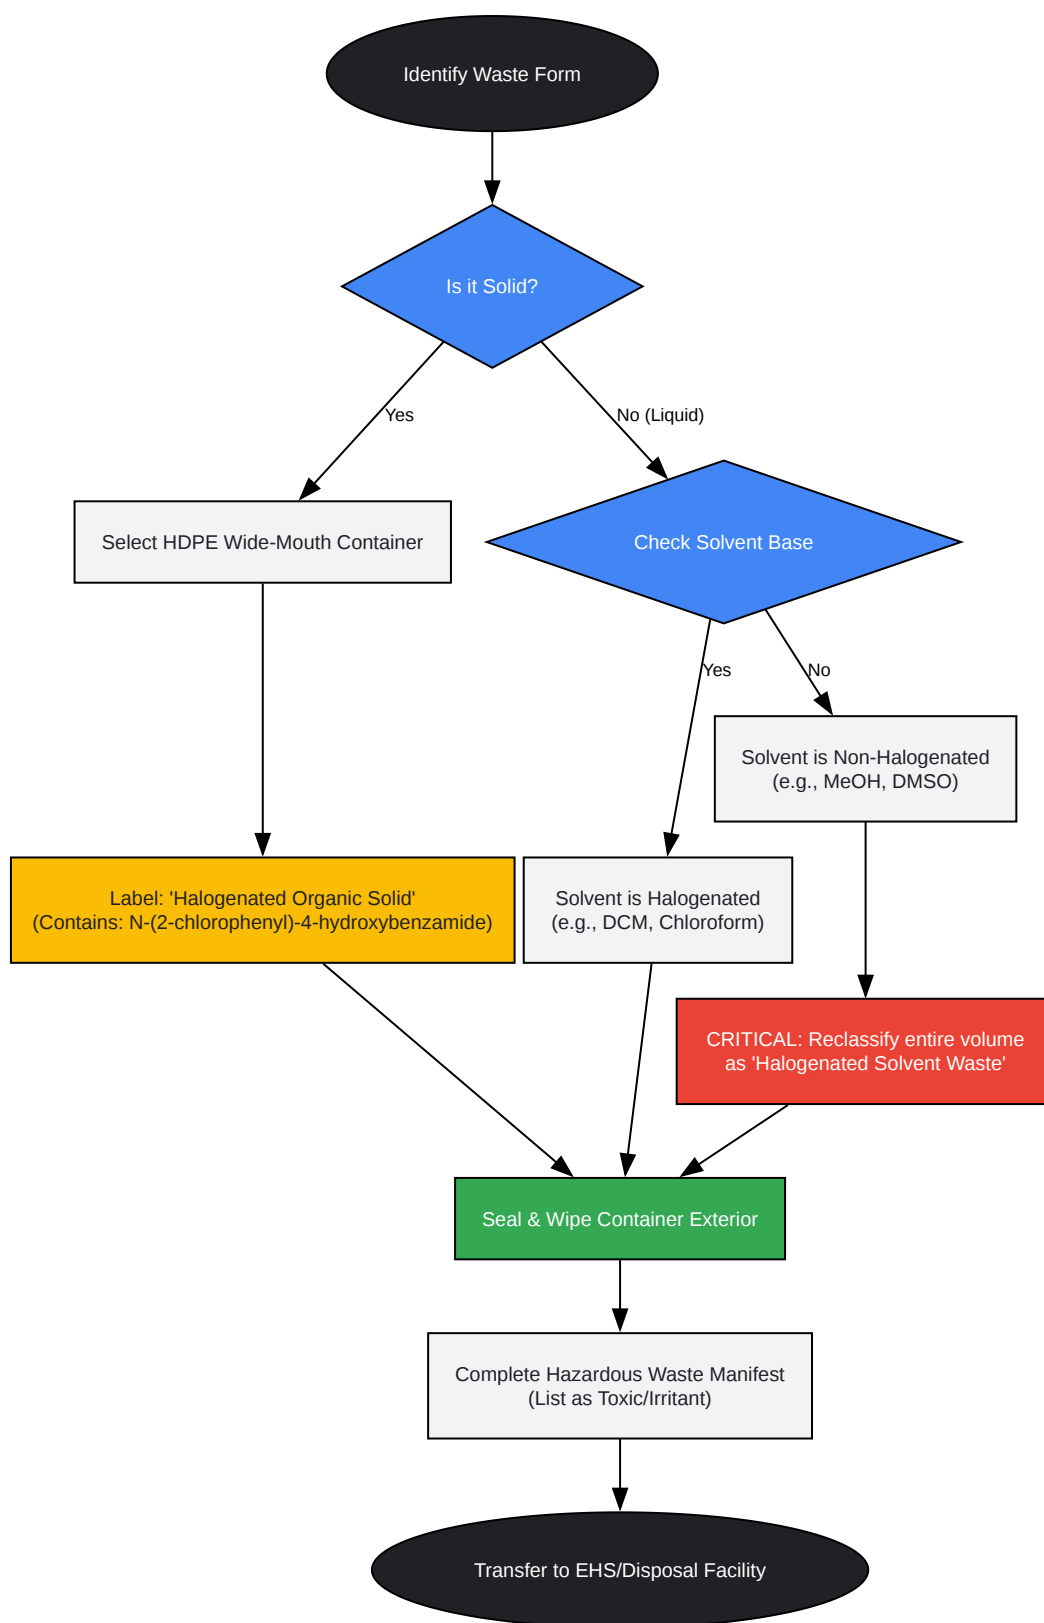 Identify Waste Form
Is it Solid?
Yes
No (Liquid)
Select HDPE Wide-Mouth Container
Check Solvent Base
Yes
No
Solvent is Non-Halogenated
(e.g., MeOH, DMSO)
Label: 'Halogenated Organic Solid'
(Contains: N-(2-chlorophenyl)-4-hydroxybenzamide)
Solvent is Halogenated
(e.g., DCM, Chloroform)
CRITICAL: Reclassify entire volume
as 'Halogenated Solvent Waste'
Seal & Wipe Container Exterior
Complete Hazardous Waste Manifest
(List as Toxic/Irritant)
Transfer to EHS/Disposal Facility